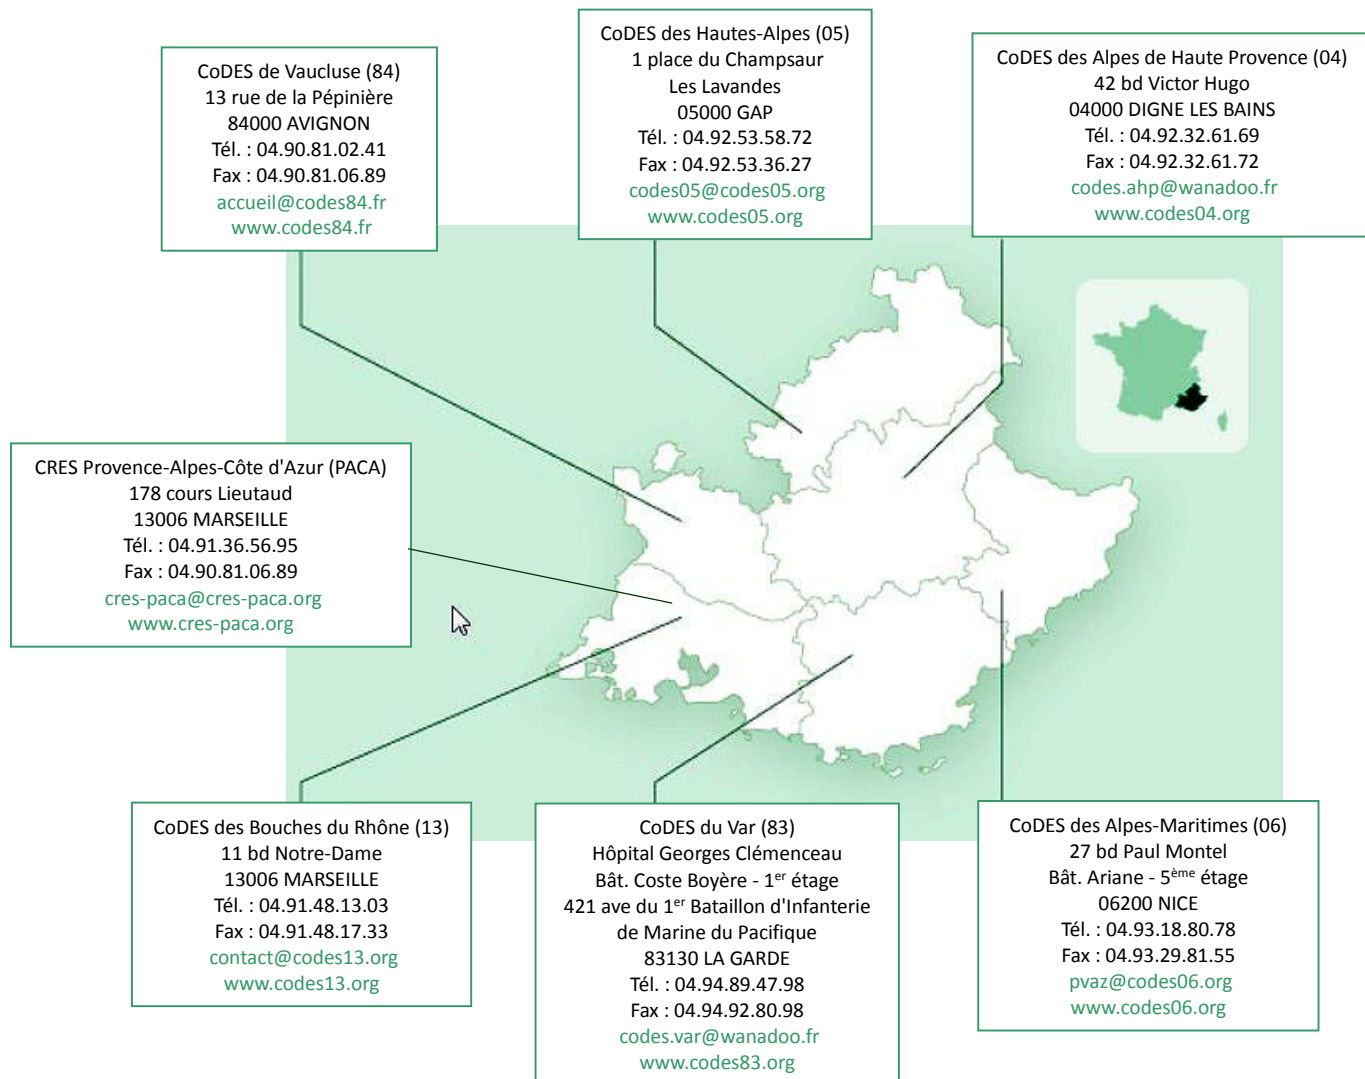 CoDES de Vaucluse (84)
13 rue de la Pépinière
84000 AVIGNON
Tél. : 04.90.81.02.41
Fax : 04.90.81.06.89
accueil@codes84.fr
www.codes84.fr
CoDES des Hautes-Alpes (05)
1 place du Champsaur
Les Lavandes
05000 GAP
Tél. : 04.92.53.58.72
Fax : 04.92.53.36.27
codes05@codes05.org
www.codes05.org
CoDES des Alpes de Haute Provence (04)
42 bd Victor Hugo
04000 DIGNE LES BAINS
Tél. : 04.92.32.61.69
Fax : 04.92.32.61.72
codes.ahp@wanadoo.fr
www.codes04.org
CRES Provence-Alpes-Côte d'Azur (PACA)
178 cours Lieutaud
13006 MARSEILLE
Tél. : 04.91.36.56.95
Fax : 04.90.81.06.89
cres-paca@cres-paca.org
www.cres-paca.org
CoDES des Bouches du Rhône (13)
11 bd Notre-Dame
13006 MARSEILLE
Tél. : 04.91.48.13.03
Fax : 04.91.48.17.33
contact@codes13.org
www.codes13.org
CoDES du Var (83)
Hôpital Georges Clémenceau
Bât. Coste Boyère - 1er étage
421 ave du 1er Bataillon d'Infanterie
de Marine du Pacifique
83130 LA GARDE
Tél. : 04.94.89.47.98
Fax : 04.94.92.80.98
codes.var@wanadoo.fr
www.codes83.org
CoDES des Alpes-Maritimes (06)
27 bd Paul Montel
Bât. Ariane - 5ème étage
06200 NICE
Tél. : 04.93.18.80.78
Fax : 04.93.29.81.55
pvaz@codes06.org
www.codes06.org